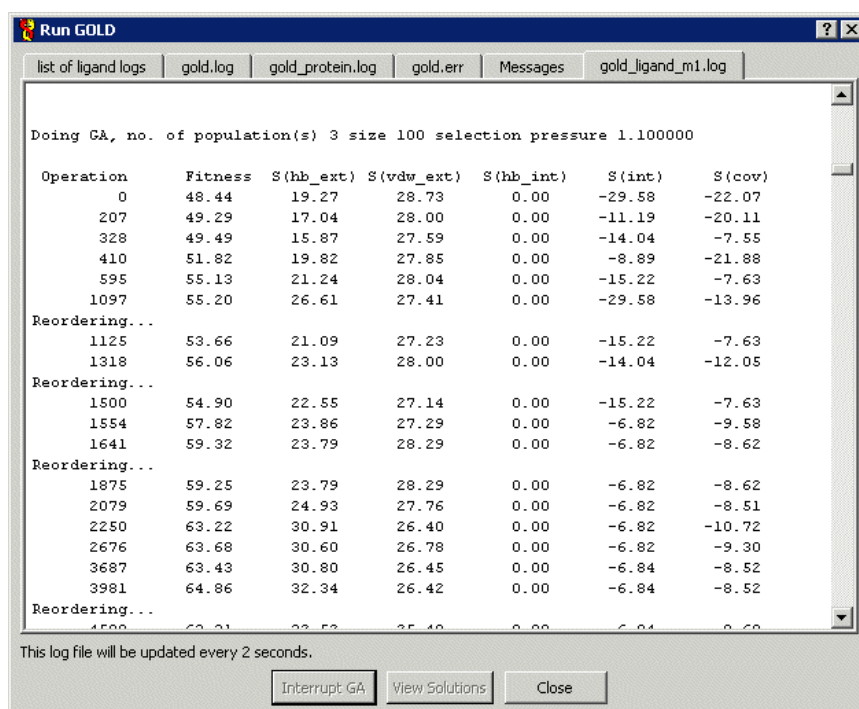 Run GOLD
list of ligand logs gold.log gold_protein.log gold.err Messages gold_ligand_m1.log
Doing GA, no. of population(s) 3 size 100 selection pressure 1.100000
Operation Fitness S(hb_ext) S(vdw_ext) S(hb_int) S(int) S(cov)
0 48.44 19.27 28.73 0.00 -29.58 -22.07
207 49.29 17.04 28.00 0.00 -11.19 -20.11
328 49.49 15.87 27.59 0.00 -14.04 -7.55
410 51.82 19.82 27.85 0.00 -8.89 -21.88
595 55.13 21.24 28.04 0.00 -15.22 -7.63
1097 55.20 26.61 27.41 0.00 -29.58 -13.96
Reordering...
1125 53.66 21.09 27.23 0.00 -15.22 -7.63
1318 56.06 23.13 28.00 0.00 -14.04 -12.05
Reordering...
1500 54.90 22.55 27.14 0.00 -15.22 -7.63
1554 57.82 23.86 27.29 0.00 -6.82 -9.58
1641 59.32 23.79 28.29 0.00 -6.82 -8.62
Reordering...
1875 59.25 23.79 28.29 0.00 -6.82 -8.62
2079 59.69 24.93 27.76 0.00 -6.82 -8.51
2250 63.22 30.91 26.40 0.00 -6.82 -10.72
2676 63.68 30.60 26.78 0.00 -6.82 -9.30
3687 63.43 30.80 26.45 0.00 -6.84 -8.52
3981 64.86 32.34 26.42 0.00 -6.84 -8.52
Reordering...
This log file will be updated every 2 seconds.
Interrupt GA View Solutions Close